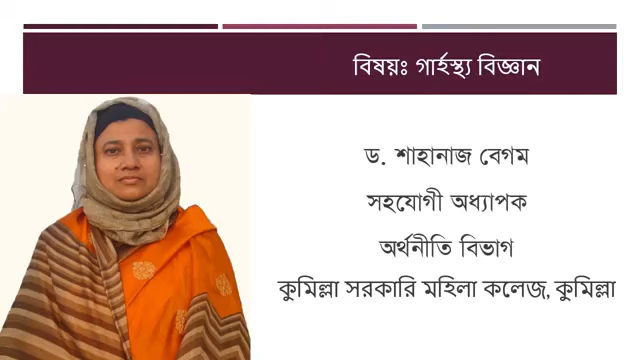 বিষয়ঃ গার্হস্থ্য বিজ্ঞান
ড. শাহানাজ বেগম
সহযোগী অধ্যাপক
অর্থনীতি বিভাগ
কুমিল্লা সরকারি মহিলা কলেজ, কুমিল্লা